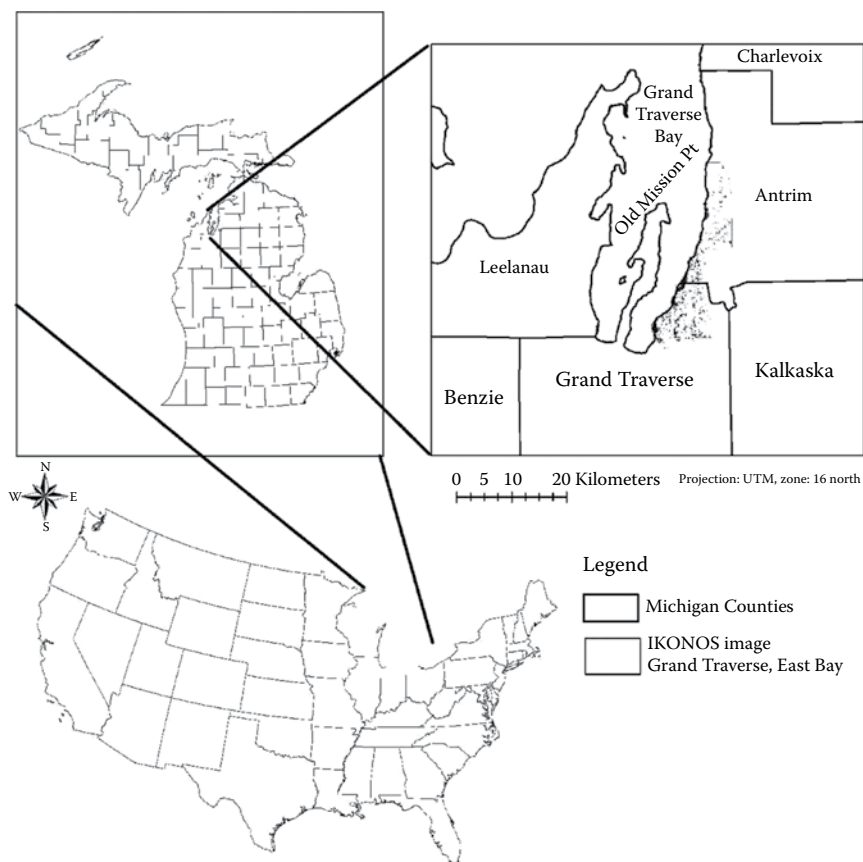 Charlevoix
Grand
Traverse
Bay
Old Mission Pt
Antrim
Leelanau
Benzie
Grand Traverse
Kalkaska
0 5 10 20 Kilometers
Projection: UTM, zone: 16 north
N
W E
S
Legend
Michigan Counties
IKONOS image
Grand Traverse, East Bay